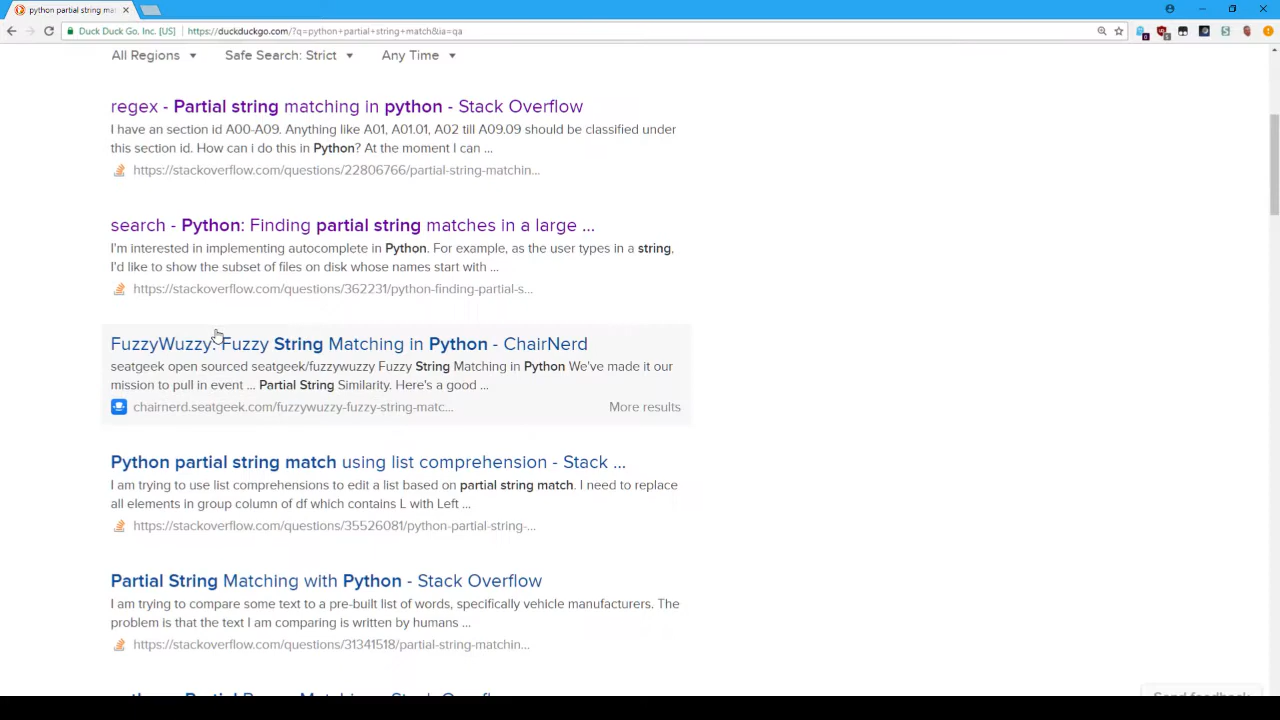 python partial string ma
Duck Duck Go, Inc. [US] https://duckduckgo.com/?q=python+partial+string+match&ia=qa
All Regions Safe Search: Strict Any Time
regex - Partial string matching in python - Stack Overflow
I have an section id A00-A09. Anything like A01, A01.01, A02 till A09.09 should be classified under
this section id. How can i do this in Python? At the moment I can ...
https://stackoverflow.com/questions/22806766/partial-string-matchin...
search - Python: Finding partial string matches in a large ...
I'm interested in implementing autocomplete in Python. For example, as the user types in a string,
I'd like to show the subset of files on disk whose names start with ...
https://stackoverflow.com/questions/362231/python-finding-partial-s...
FuzzyWuzzy: Fuzzy String Matching in Python - ChairNerd
seatgeek open sourced seatgeek/fuzzywuzzy Fuzzy String Matching in Python We've made it our
mission to pull in event ... Partial String Similarity. Here's a good ...
chairnerd.seatgeek.com/fuzzywuzzy-fuzzy-string-matc... More results
Python partial string match using list comprehension - Stack ...
I am trying to use list comprehensions to edit a list based on partial string match. I need to replace
all elements in group column of df which contains L with Left ...
https://stackoverflow.com/questions/35526081/python-partial-string-...
Partial String Matching with Python - Stack Overflow
I am trying to compare some text to a pre-built list of words, specifically vehicle manufacturers. The
problem is that the text I am comparing is written by humans ...
https://stackoverflow.com/questions/31341518/partial-string-matchin...
Send feedback